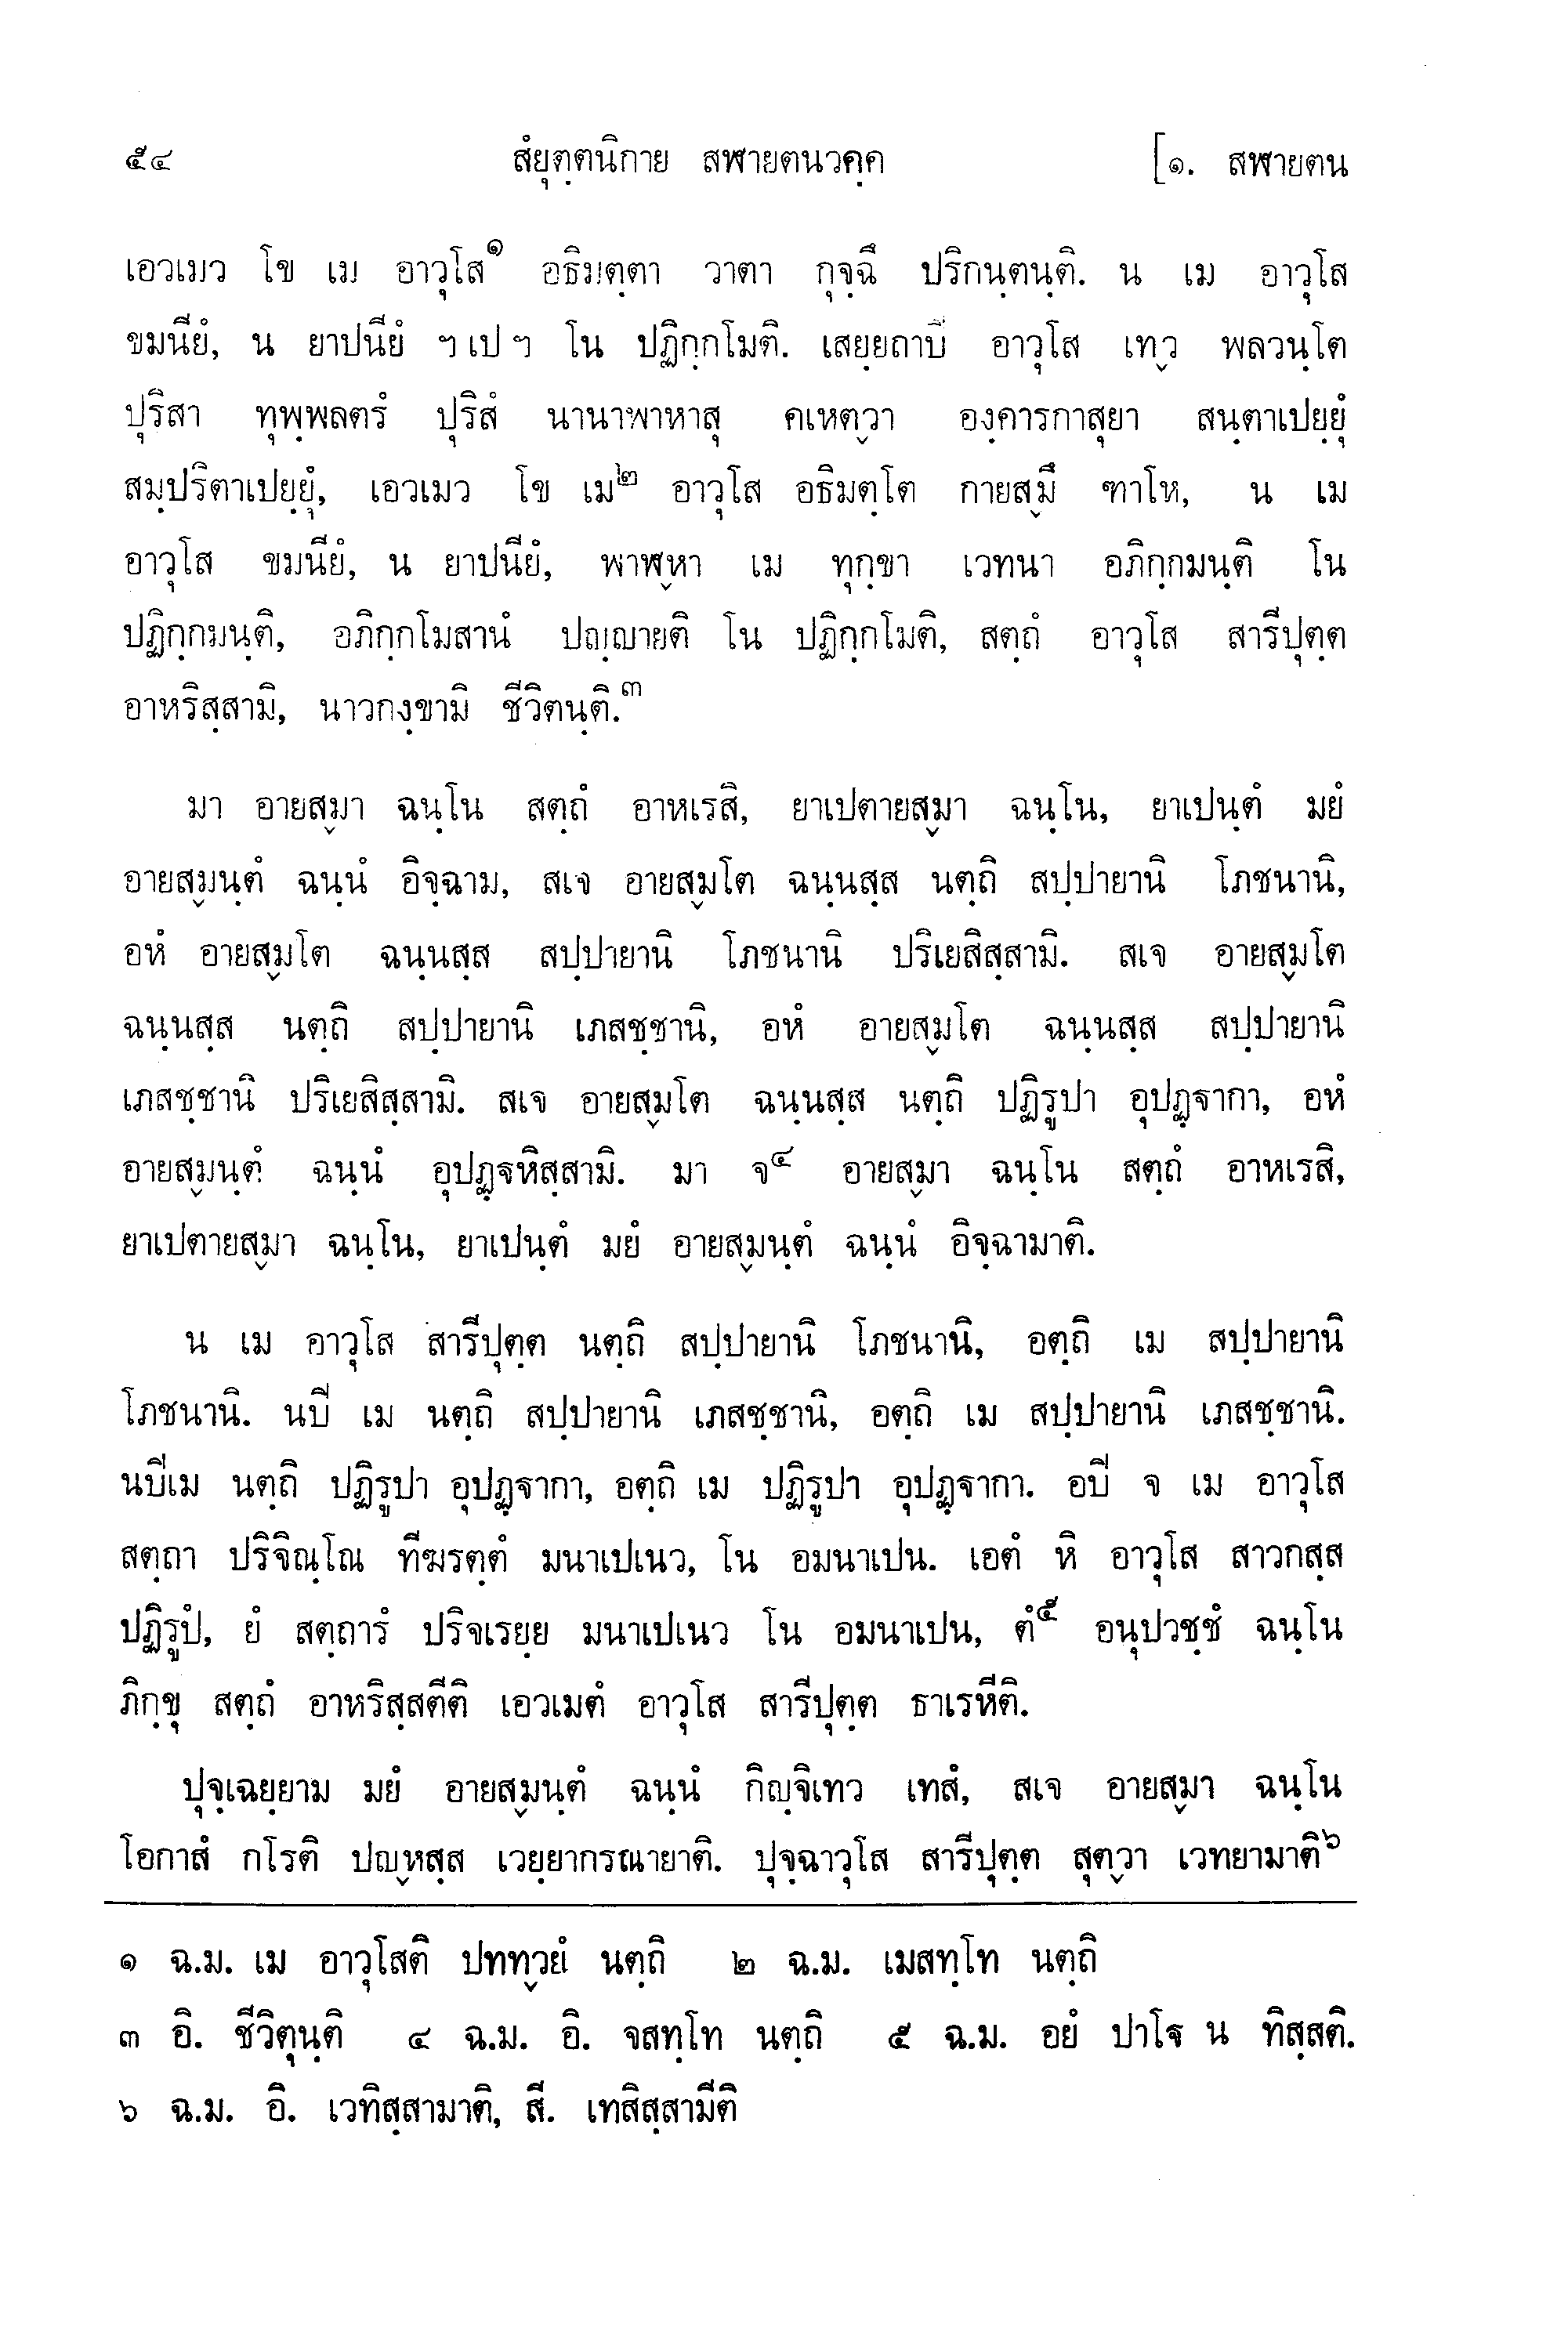 ๕๔ สํยุตฺตนิกาย สฬายตนวคฺค [๑. สฬายตน
เอวเมว โข เม อาวุโส๑ อธิมตฺตา วาตา กุจฺฉึ ปริกนฺตนฺติ. น เม อาวุโส
ขมนียํ, น ยาปนียํ ฯ เป ฯ โน ปฏิกฺกโมติ. เสยฺยถาปิ อาวุโส เทฺว พลวนฺโต
ปุริสา ทุพฺพลตรํ ปุริสํ นานาพาหาสุ คเหตฺวา องฺคารกาสุยา สนฺตาเปยฺยุํ
สมฺปริตาเปยฺยุํ, เอวเมว โข เม๒ อาวุโส อธิมตฺโต กายสฺมึ ฑาโห, น เม
อาวุโส ขมนียํ, น ยาปนียํ, พาฬฺหา เม ทุกฺขา เวทนา อภิกฺกมนฺติ โน
ปฏิกฺกมนฺติ, อภิกฺกโมสานํ ปญฺญายติ โน ปฏิกฺกโมติ, สตฺถํ อาวุโส สารีปุตฺต
อาหริสฺสามิ, นาวกงฺขามิ ชีวิตนฺติ.๓
มา อายสฺมา ฉนฺโน สตฺถํ อาหเรสิ, ยาเปตายสฺมา ฉนฺโน, ยาเปนฺตํ มยํ
อายสฺมนฺตํ ฉนฺนํ อิจฺฉาม, สเจ อายสฺมโต ฉนฺนสฺส นตฺถิ สปฺปายานิ โภชนานิ,
อหํ อายสฺมโต ฉนฺนสฺส สปฺปายานิ โภชนานิ ปริเยสิสฺสามิ. สเจ อายสฺมโต
ฉนฺนสฺส นตฺถิ สปฺปายานิ เภสชฺชานิ, อหํ อายสฺมโต ฉนฺนสฺส สปฺปายานิ
เภสชฺชานิ ปริเยสิสฺสามิ. สเจ อายสฺมโต ฉนฺนสฺส นตฺถิ ปฏิรูปา อุปฏฺฐากา, อหํ
อายสฺมนฺตํ ฉนฺนํ อุปฏฺฐหิสฺสามิ. มา จ๔ อายสฺมา ฉนฺโน สตฺถํ อาหเรสิ,
ยาเปตายสฺมา ฉนฺโน, ยาเปนฺตํ มยํ อายสฺมนฺตํ ฉนฺนํ อิจฺฉามาติ.
น เม อาวุโส สารีปุตฺต นตฺถิ สปฺปายานิ โภชนานิ, อตฺถิ เม สปฺปายานิ
โภชนานิ. นปิ เม นตฺถิ สปฺปายานิ เภสชฺชานิ, อตฺถิ เม สปฺปายานิ เภสชฺชานิ.
นปิเม นตฺถิ ปฏิรูปา อุปฏฺฐากา, อตฺถิ เม ปฏิรูปา อุปฏฺฐากา. อปิ จ เม อาวุโส
สตฺถา ปริจิณฺโณ ทีฆรตฺตํ มนาเปเนว, โน อมนาเปน. เอตํ หิ อาวุโส สาวกสฺส
ปฏิรูปํ, ยํ สตฺถารํ ปริจเรยฺย มนาเปเนว โน อมนาเปน, ตํ๕ อนุปวชฺชํ ฉนฺโน
ภิกฺขุ สตฺถํ อาหริสฺสตีติ เอวเมตํ อาวุโส สารีปุตฺต ธาเรหีติ.
ปุจฺเฉยฺยาม มยํ อายสฺมนฺตํ ฉนฺนํ กิญฺจิเทว เทสํ, สเจ อายสฺมา ฉนฺโน
โอกาสํ กโรติ ปญฺหสฺส เวยฺยากรณายาติ. ปุจฺฉาวุโส สารีปุตฺต สุตฺวา เวทยามาติ๖
๑ ฉ.ม. เม อาวุโสติ ปททฺวยํ นตฺถิ ๒ ฉ.ม. เมสทฺโท นตฺถิ
๓ อิ. ชีวิตุนฺติ ๔ ฉ.ม. อิ. จสทฺโท นตฺถิ ๕ ฉ.ม. อยํ ปาโฐ น ทิสฺสติ.
๖ ฉ.ม. อิ. เวทิสฺสามาติ, สี. เทสิสฺสามีติ